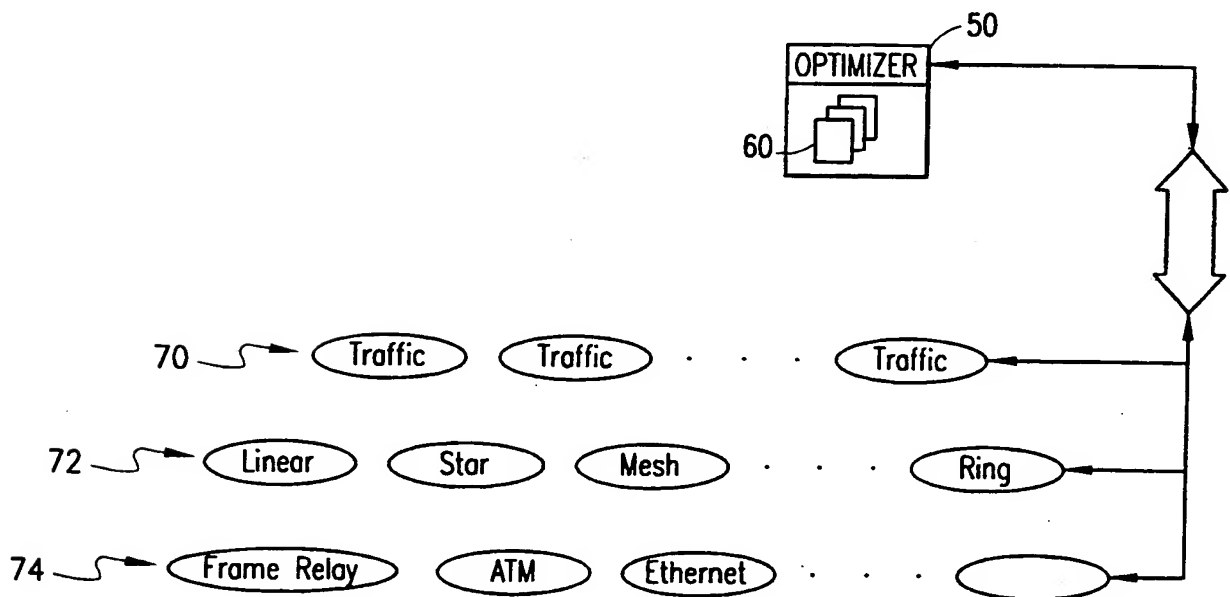 50
OPTIMIZER
60
70 Traffic Traffic . . . Traffic
72 Linear Star Mesh . . . Ring
74 Frame Relay ATM Ethernet . . .